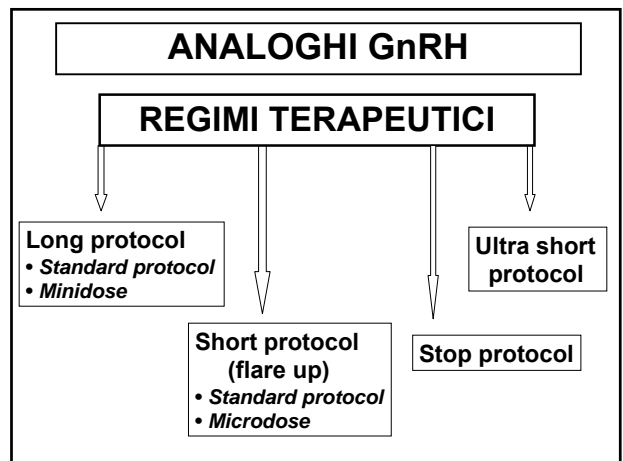 ANALOGHI GnRH
REGIMI TERAPEUTICI
Long protocol
• Standard protocol
• Minidose
Short protocol
(flare up)
• Standard protocol
• Microdose
Stop protocol
Ultra short
protocol